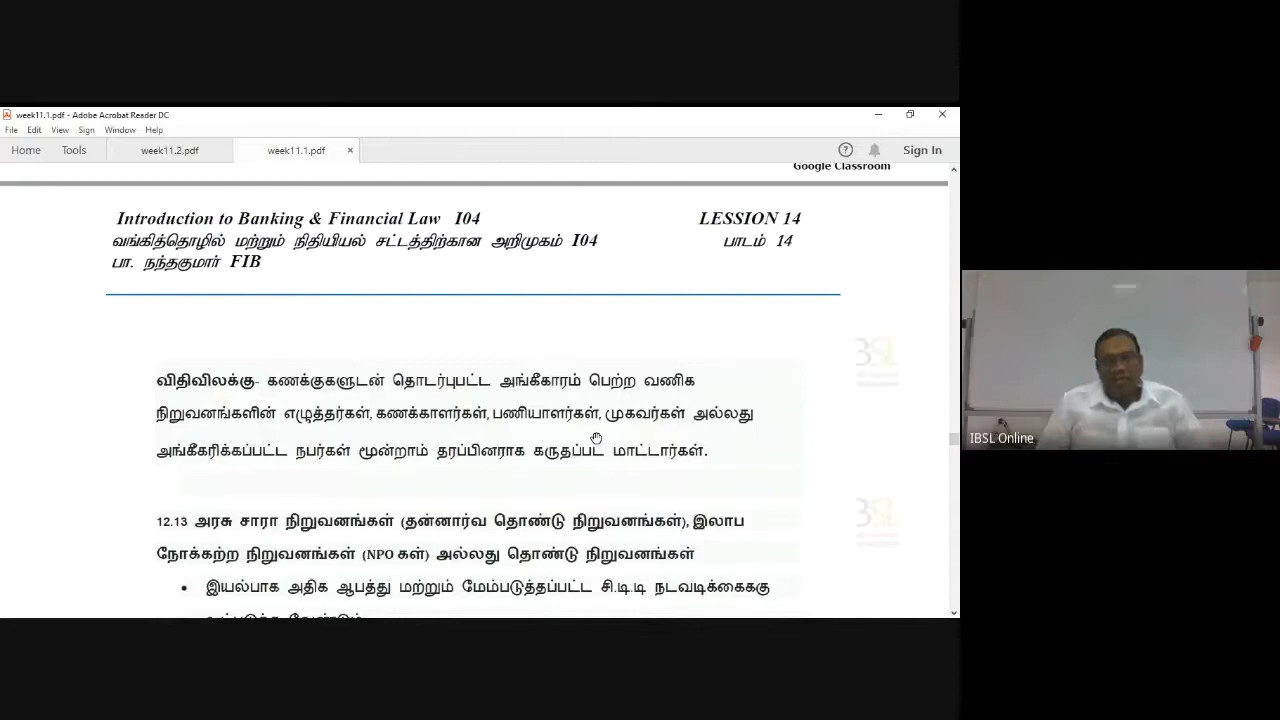 week11.1.pdf - Adobe Acrobat Reader DC
File Edit View Sign Window Help
Home Tools week11.2.pdf week11.1.pdf × ? Sign In
Google Classroom
Introduction to Banking & Financial Law I04 LESSION 14
வங்கித்தொழில் மற்றும் நிதியியல் சட்டத்திற்கான அறிமுகம் I04 பாடம் 14
பா. நந்தகுமார் FIB
விதிவிலக்கு- கணக்குகளுடன் தொடர்புபட்ட அங்கீகாரம் பெற்ற வணிக
நிறுவனங்களின் எழுத்தர்கள், கணக்காளர்கள், பணியாளர்கள், முகவர்கள் அல்லது
அங்கீகரிக்கப்பட்ட நபர்கள் மூன்றாம் தரப்பினராக கருதப்பட மாட்டார்கள்.
12.13 அரசு சாரா நிறுவனங்கள் (தன்னார்வ தொண்டு நிறுவனங்கள்), இலாப
நோக்கற்ற நிறுவனங்கள் (NPO கள்) அல்லது தொண்டு நிறுவனங்கள்
• இயல்பாக அதிக ஆபத்து மற்றும் மேம்படுத்தப்பட்ட சி.டி.டி நடவடிக்கைககு
IBSL Online